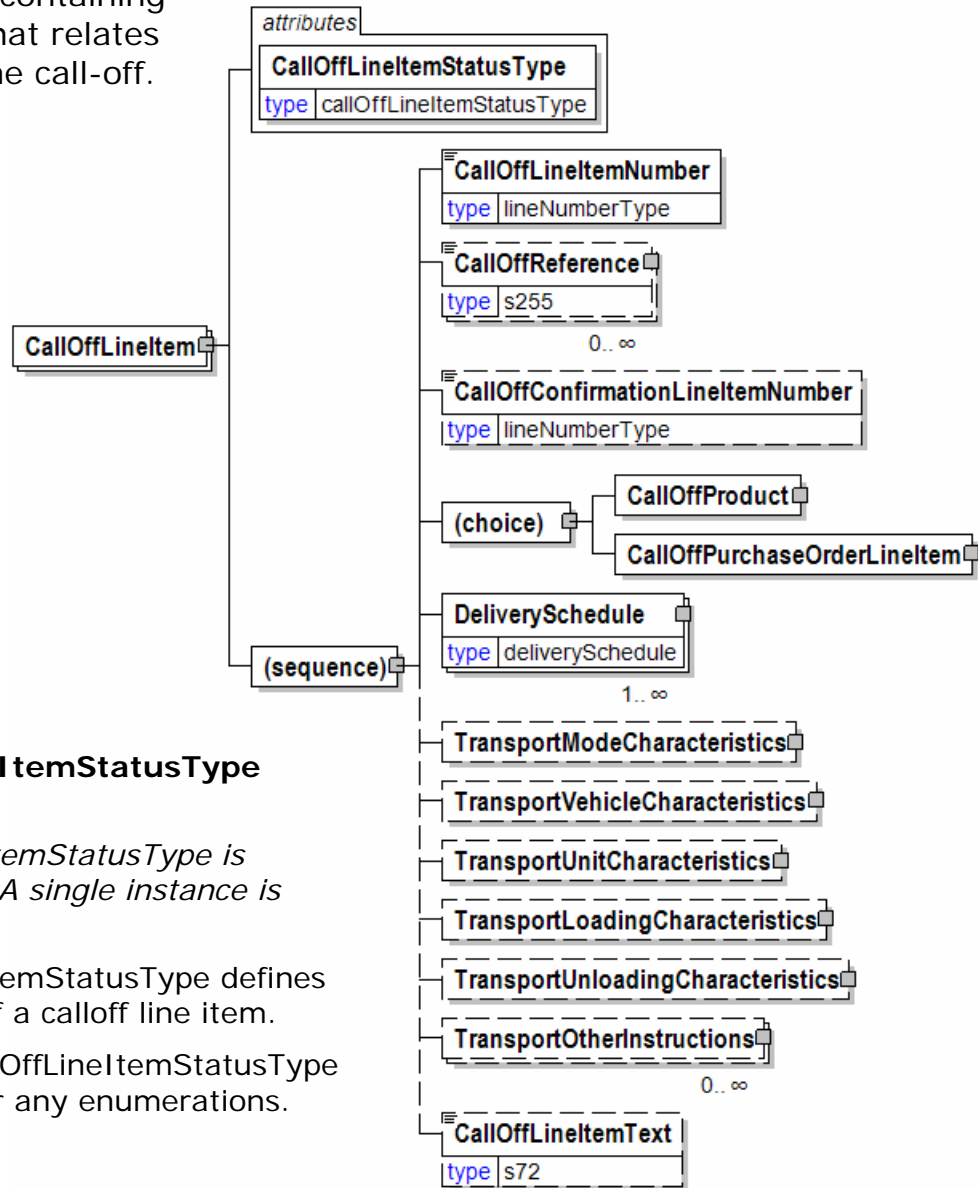 containing
hat relates
he call-off.
attributes
CallOffLineItemStatusType
type callOffLineItemStatusType
CallOffLineItemNumber
type lineNumberType
CallOffReference
type s255
0.. ∞
CallOffLineItem
CallOffConfirmationLineItemNumber
type lineNumberType
CallOffProduct
(choice)
CallOffPurchaseOrderLineItem
DeliverySchedule
type deliverySchedule
1.. ∞
(sequence)
TransportModeCharacteristics
TransportVehicleCharacteristics
TransportUnitCharacteristics
TransportLoadingCharacteristics
TransportUnloadingCharacteristics
TransportOtherInstructions
0.. ∞
CallOffLineItemText
type s72
ItemStatusType
temStatusType is
A single instance is
temStatusType defines
f a calloff line item.
OffLineItemStatusType
r any enumerations.